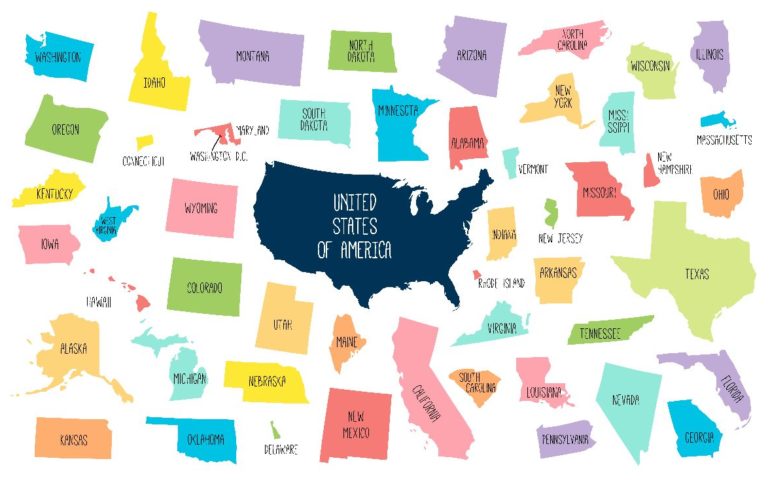 WASHINGTON
IDAHO
MONTANA
NORTH
DAKOTA
ARIZONA
NORTH
CAROLINA
WISCONSIN
ILLINOIS
OREGON
CONNECTICUT
MARYLAND
WASHINGTON, D.C.
SOUTH
DAKOTA
MINNESOTA
ALABAMA
NEW
YORK
MISSI
SSIPPI
MASSACHUSETTS
KENTUCKY
WEST
VIRGINIA
WYOMING
UNITED
STATES
OF AMERICA
VERMONT
MISSOURI
NEW
HAMPSHIRE
OHIO
IOWA
INDIANA
NEW JERSEY
HAWAII
COLORADO
RHODE ISLAND
ARKANSAS
TEXAS
ALASKA
MICHIGAN
UTAH
MAINE
VIRGINIA
TENNESSEE
NEBRASKA
CALIFORNIA
SOUTH
CAROLINA
LOUISIANA
NEVADA
FLORIDA
KANSAS
OKLAHOMA
DELAWARE
NEW
MEXICO
PENNSYLVANIA
GEORGIA